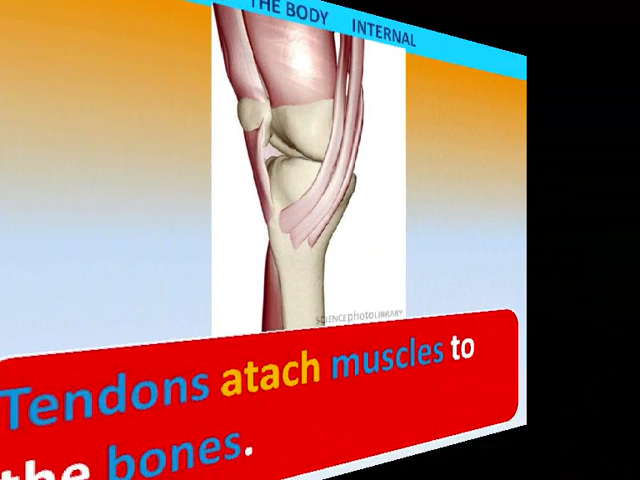 THE BODY INTERNAL
SCIENCEphotoLIBRARY
Tendons atach muscles to
the bones.